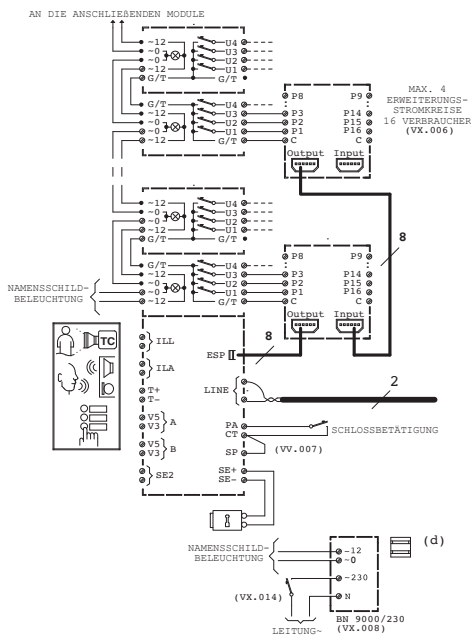 AN DIE ANSCHLIEßENDEN MODULE
~12
~0
~0
~12
G/T
U4
U3
U2
U1
G/T
G/T
~12
~0
~0
~12
U4
U3
U2
U1
G/T
P8
P9
P3
P2
P1
C
P14
P15
P16
C
Output
Input
MAX. 4
ERWEITERUNGS-
STROMKREISE
16 VERBRAUCHER
(VX.006)
8
~12
~0
~0
~12
G/T
U4
U3
U2
U1
G/T
G/T
~12
~0
~0
~12
U4
U3
U2
U1
G/T
NAMENSSCHILD-
BELEUCHTUNG
P8
P9
P3
P2
P1
C
P14
P15
P16
C
Output
Input
TC
ILL
ILA
T+
T-
V5
V3
A
V5
V3
B
SE2
ESP
8
LINE
2
PA
CT
SCHLOSSBETÄTIGUNG
(VV.007)
SP
SE+
SE-
NAMENSSCHILD-
BELEUCHTUNG
~12
~0
~230
N
(d)
(VX.014)
LEITUNG~
BN 9000/230
(VX.008)